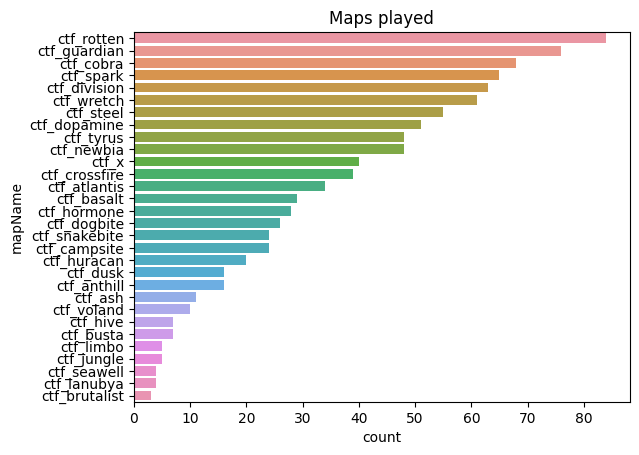 Maps played
ctf_rotten
ctf_guardian
ctf_cobra
ctf_spark
ctf_division
ctf_wretch
ctf_steel
ctf_dopamine
ctf_tyrus
ctf_newbia
ctf_x
ctf_crossfire
ctf_atlantis
ctf_basalt
ctf_hormone
ctf_dogbite
ctf_snakebite
ctf_campsite
ctf_huracan
ctf_dusk
ctf_anthill
ctf_ash
ctf_voland
ctf_hive
ctf_busta
ctf_limbo
ctf_jungle
ctf_seawell
ctf_lanubya
ctf_brutalist
mapName
0 10 20 30 40 50 60 70 80
count